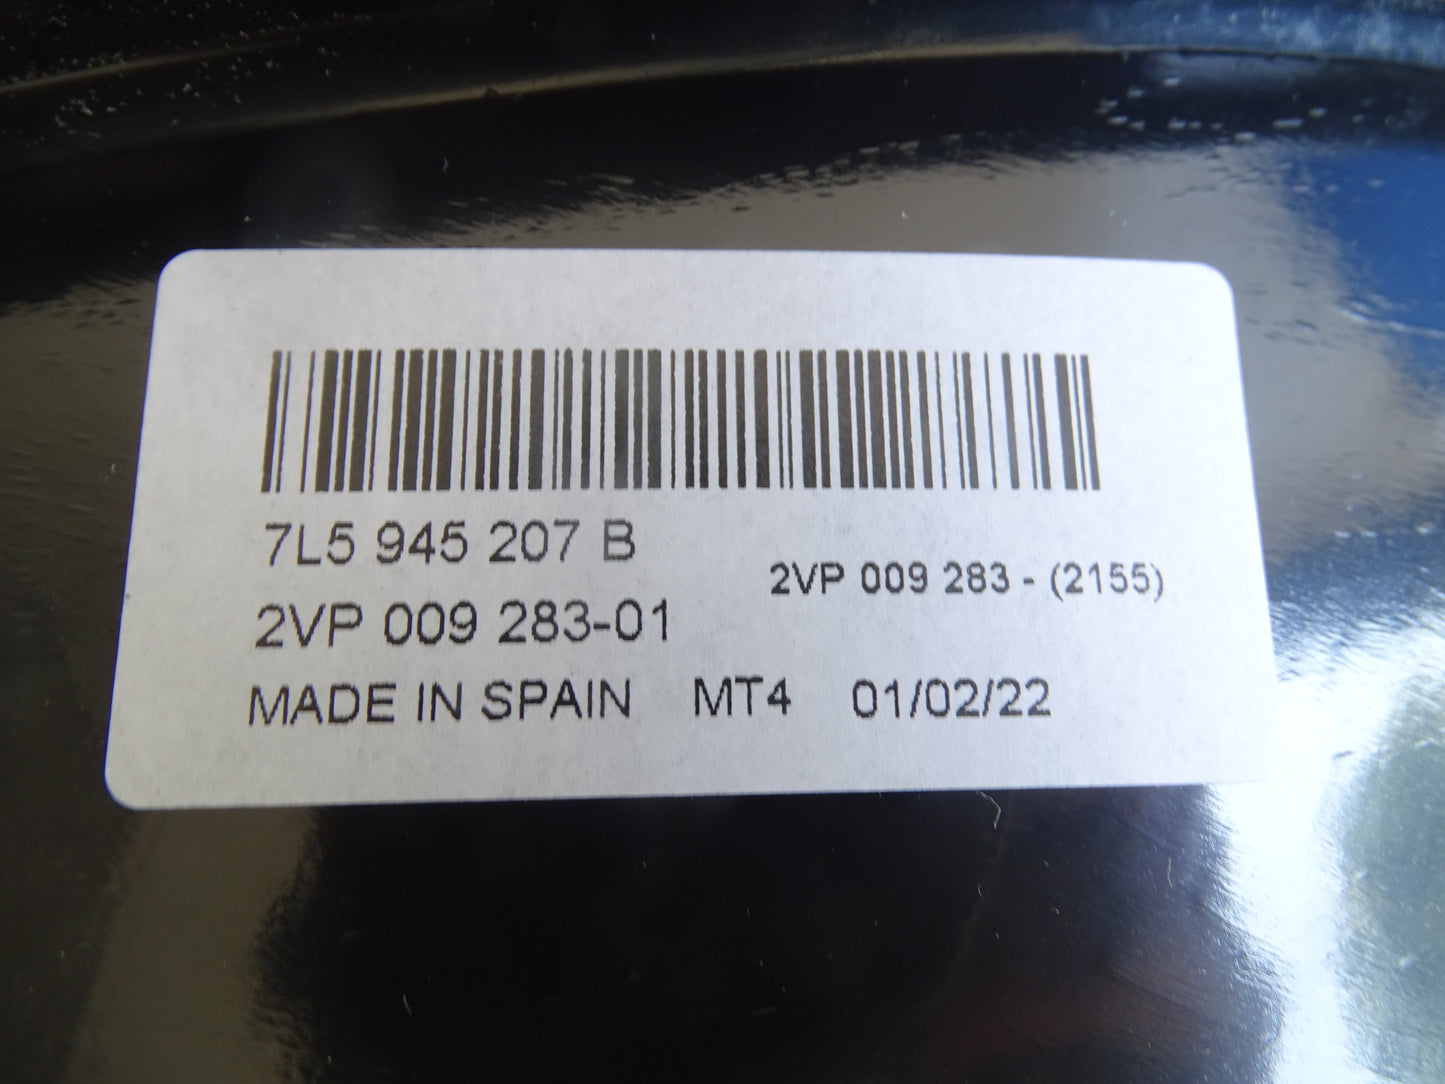 7L5 945 207 B
2VP 009 283 - (2155)
2VP 009 283-01
MADE IN SPAIN MT4 01/02/22